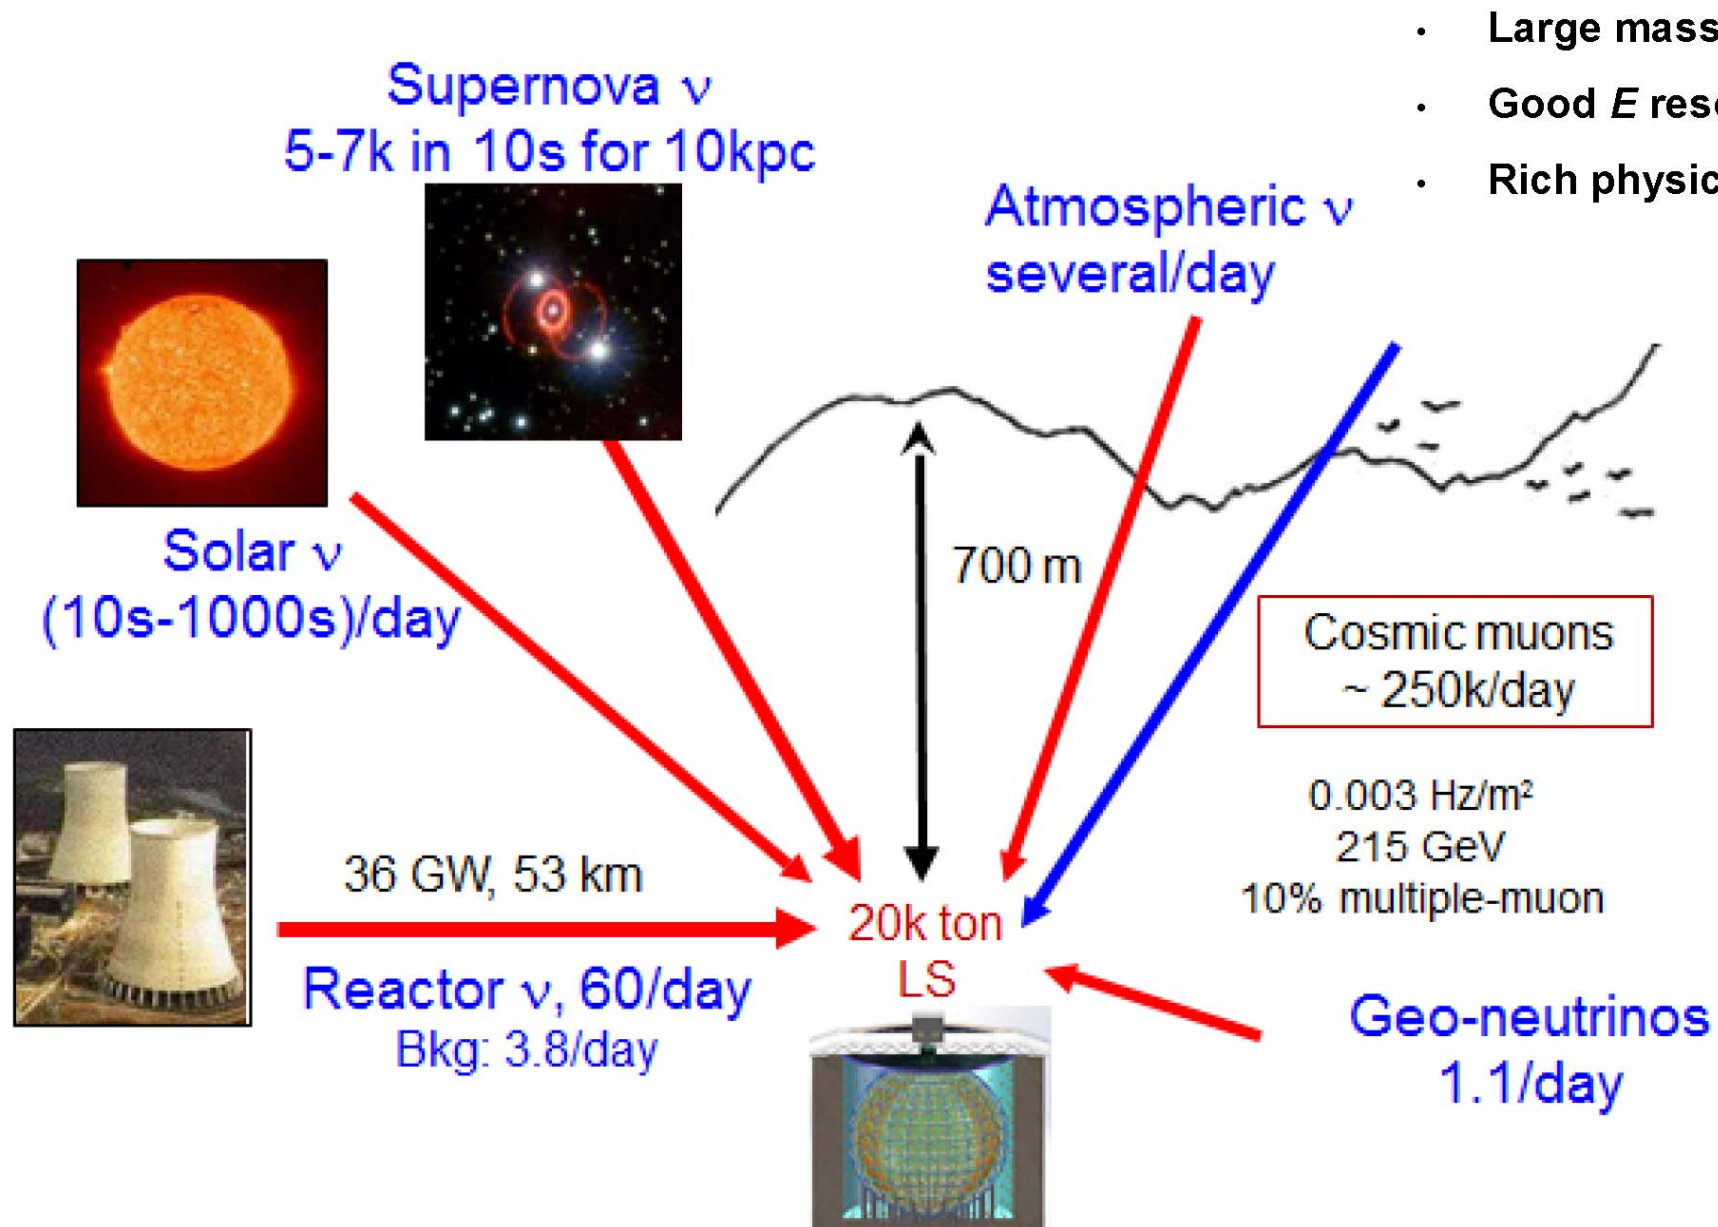 • Large mass
• Good E
• Rich
Supernova ν
5-7k in 10s for 10kpc
Atmospheric ν
several/day
Solar ν
(10s-1000s)/day
700 m
Cosmic muons
~ 250k/day
0.003 Hz/m²
215 GeV
10% multiple-muon
36 GW, 53 km
Reactor ν, 60/day
Bkg: 3.8/day
20k ton
LS
Geo-neutrinos
1.1/day